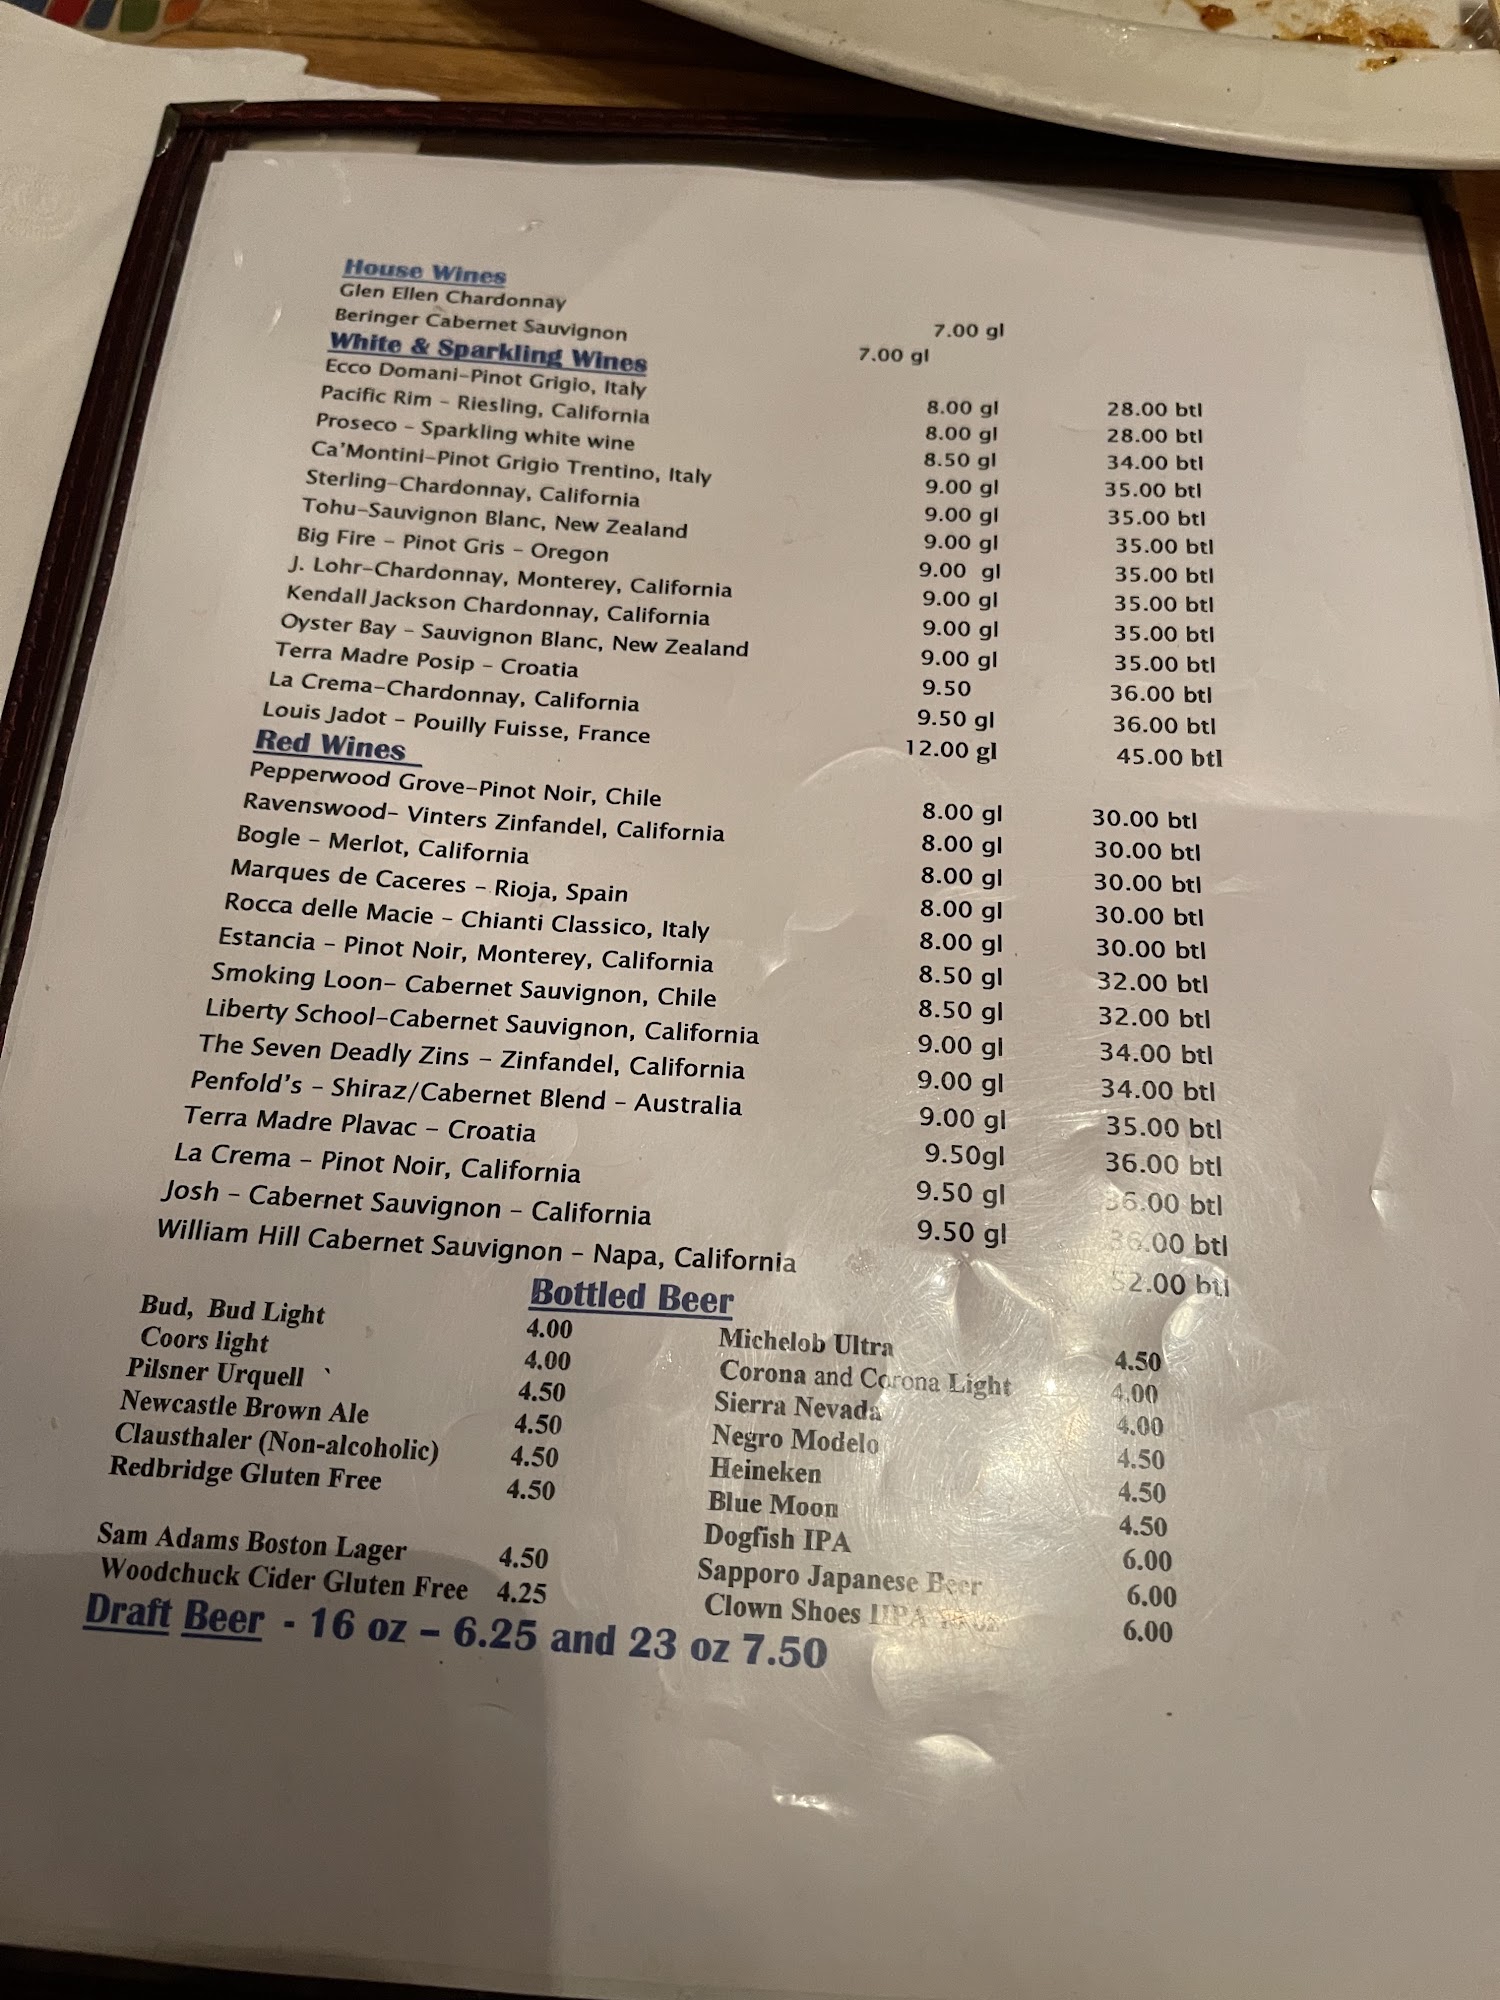 House Wines
Glen Ellen Chardonnay 7.00 gl
Beringer Cabernet Sauvignon 7.00 gl
White & Sparkling Wines
Ecco Domani-Pinot Grigio, Italy 8.00 gl 28.00 btl
Pacific Rim - Riesling, California 8.00 gl 28.00 btl
Proseco - Sparkling white wine 8.50 gl 34.00 btl
Ca'Montini-Pinot Grigio Trentino, Italy 9.00 gl 35.00 btl
Sterling-Chardonnay, California 9.00 gl 35.00 btl
Tohu-Sauvignon Blanc, New Zealand 9.00 gl 35.00 btl
Big Fire - Pinot Gris - Oregon 9.00 gl 35.00 btl
J. Lohr-Chardonnay, Monterey, California 9.00 gl 35.00 btl
Kendall Jackson Chardonnay, California 9.00 gl 35.00 btl
Oyster Bay - Sauvignon Blanc, New Zealand 9.00 gl 35.00 btl
Terra Madre Posip - Croatia 9.50 36.00 btl
La Crema-Chardonnay, California 9.50 gl 36.00 btl
Louis Jadot - Pouilly Fuisse, France 12.00 gl 45.00 btl
Red Wines
Pepperwood Grove-Pinot Noir, Chile 8.00 gl 30.00 btl
Ravenswood- Vinters Zinfandel, California 8.00 gl 30.00 btl
Bogle - Merlot, California 8.00 gl 30.00 btl
Marques de Caceres - Rioja, Spain 8.00 gl 30.00 btl
Rocca delle Macie - Chianti Classico, Italy 8.00 gl 30.00 btl
Estancia - Pinot Noir, Monterey, California 8.50 gl 32.00 btl
Smoking Loon- Cabernet Sauvignon, Chile 8.50 gl 32.00 btl
Liberty School-Cabernet Sauvignon, California 9.00 gl 34.00 btl
The Seven Deadly Zins - Zinfandel, California 9.00 gl 34.00 btl
Penfold's - Shiraz/Cabernet Blend - Australia 9.00 gl 35.00 btl
Terra Madre Plavac - Croatia 9.50gl 36.00 btl
La Crema - Pinot Noir, California 9.50 gl 36.00 btl
Josh - Cabernet Sauvignon - California 9.50 gl 36.00 btl
William Hill Cabernet Sauvignon - Napa, California 52.00 btl
Bottled Beer
Bud, Bud Light 4.00 Michelob Ultra 4.50
Coors light 4.00 Corona and Corona Light 4.00
Pilsner Urquell ` 4.50 Sierra Nevada 4.00
Newcastle Brown Ale 4.50 Negro Modelo 4.50
Clausthaler (Non-alcoholic) 4.50 Heineken 4.50
Redbridge Gluten Free 4.50 Blue Moon 4.50
Dogfish IPA 6.00
Sam Adams Boston Lager 4.50 Sapporo Japanese Beer 6.00
Woodchuck Cider Gluten Free 4.25 Clown Shoes 6.00
Draft Beer - 16 oz - 6.25 and 23 oz 7.50